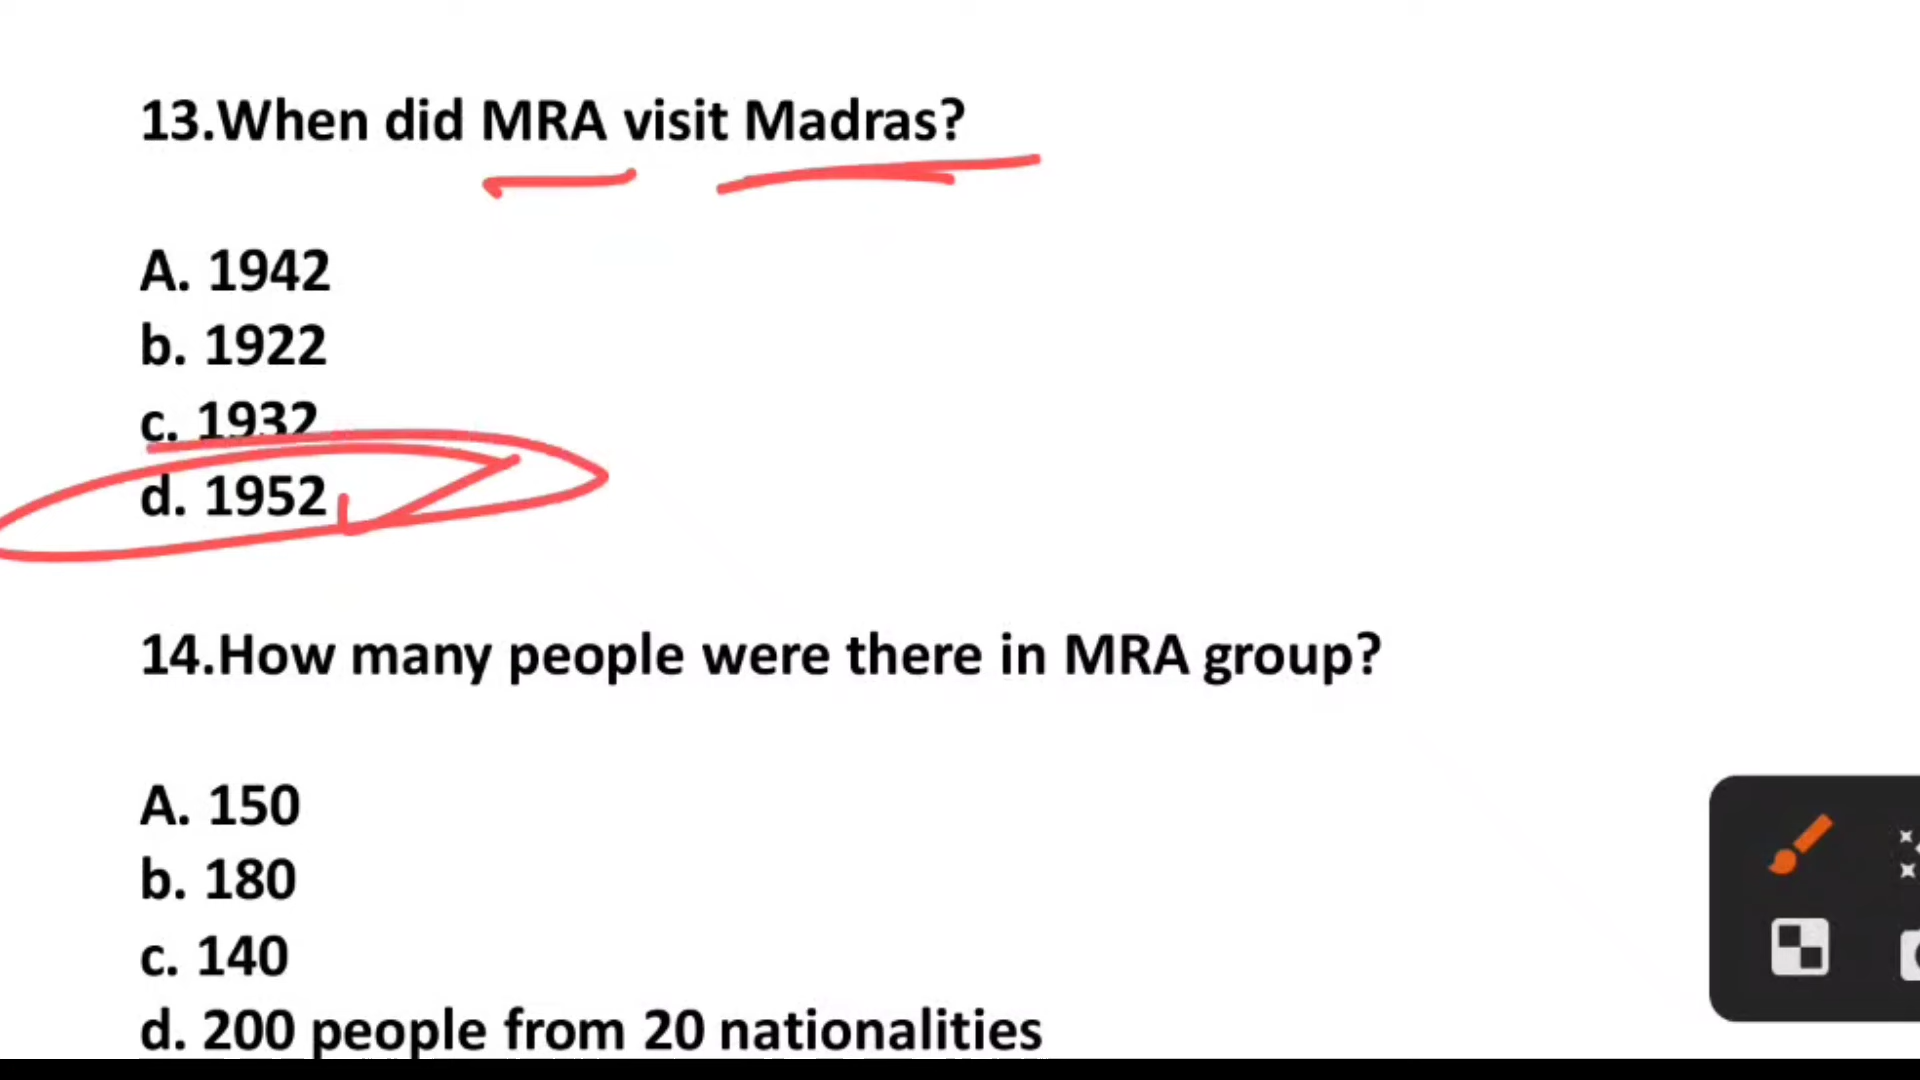 13.When did MRA visit Madras?
A. 1942
b. 1922
c. 1932
d. 1952
14.How many people were there in MRA group?
A. 150
b. 180
c. 140
d. 200 people from 20 nationalities